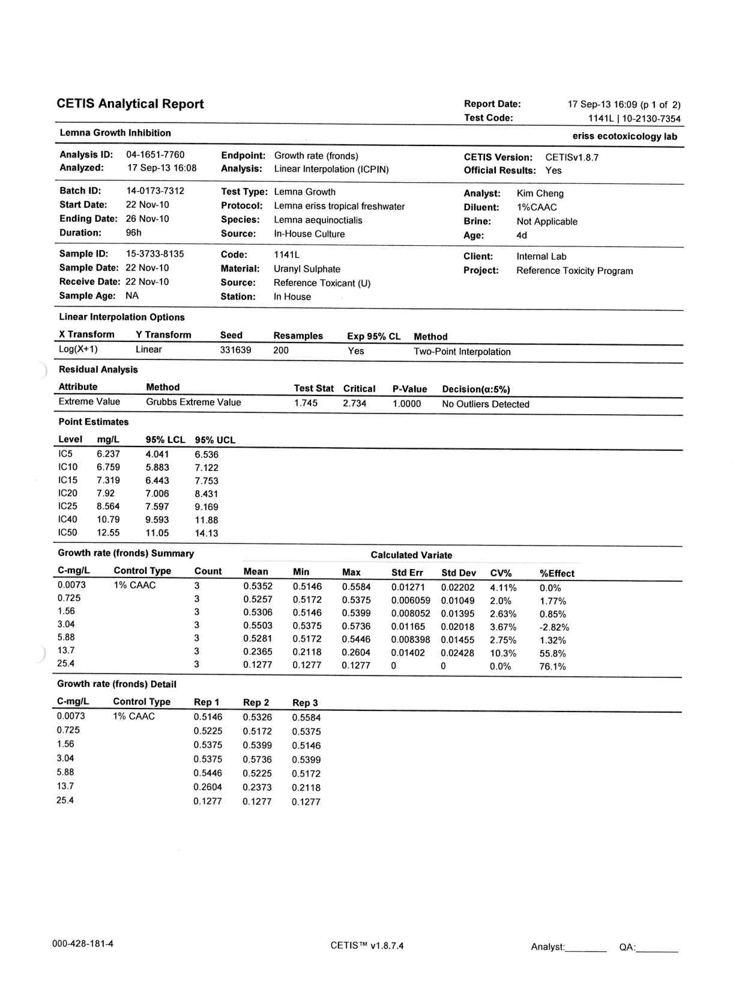 CETIS Analytical Report
Report Date: 17 Sep-13 16:09 (p 1 of 2)
Test Code: 1141L | 10-2130-7354
Lemna Growth Inhibition eriss ecotoxicology lab
Analysis ID: 04-1651-7760 Endpoint: Growth rate (fronds) CETIS Version: CETISv1.8.7
Analyzed: 17 Sep-13 16:08 Analysis: Linear Interpolation (ICPIN) Official Results: Yes
Batch ID: 14-0173-7312 Test Type: Lemna Growth Analyst: Kim Cheng
Start Date: 22 Nov-10 Protocol: Lemna eriss tropical freshwater Diluent: 1%CAAC
Ending Date: 26 Nov-10 Species: Lemna aequinoctialis Brine: Not Applicable
Duration: 96h Source: In-House Culture Age: 4d
Sample ID: 15-3733-8135 Code: 1141L Client: Internal Lab
Sample Date: 22 Nov-10 Material: Uranyl Sulphate Project: Reference Toxicity Program
Receive Date: 22 Nov-10 Source: Reference Toxicant (U)
Sample Age: NA Station: In House
Linear Interpolation Options
X Transform Y Transform Seed Resamples Exp 95% CL Method
Log(X+1) Linear 331639 200 Yes Two-Point Interpolation
Residual Analysis
Attribute Method Test Stat Critical P-Value Decision(α:5%)
Extreme Value Grubbs Extreme Value 1.745 2.734 1.0000 No Outliers Detected
Point Estimates
Level mg/L 95% LCL 95% UCL
IC5 6.237 4.041 6.536
IC10 6.759 5.883 7.122
IC15 7.319 6.443 7.753
IC20 7.92 7.006 8.431
IC25 8.564 7.597 9.169
IC40 10.79 9.593 11.88
IC50 12.55 11.05 14.13
Growth rate (fronds) Summary Calculated Variate
C-mg/L Control Type Count Mean Min Max Std Err Std Dev CV% %Effect
0.0073 1% CAAC 3 0.5352 0.5146 0.5584 0.01271 0.02202 4.11% 0.0%
0.725 3 0.5257 0.5172 0.5375 0.006059 0.01049 2.0% 1.77%
1.56 3 0.5306 0.5146 0.5399 0.008052 0.01395 2.63% 0.85%
3.04 3 0.5503 0.5375 0.5736 0.01165 0.02018 3.67% -2.82%
5.88 3 0.5281 0.5172 0.5446 0.008398 0.01455 2.75% 1.32%
13.7 3 0.2365 0.2118 0.2604 0.01402 0.02428 10.3% 55.8%
25.4 3 0.1277 0.1277 0.1277 0 0 0.0% 76.1%
Growth rate (fronds) Detail
C-mg/L Control Type Rep 1 Rep 2 Rep 3
0.0073 1% CAAC 0.5146 0.5326 0.5584
0.725 0.5225 0.5172 0.5375
1.56 0.5375 0.5399 0.5146
3.04 0.5375 0.5736 0.5399
5.88 0.5446 0.5225 0.5172
13.7 0.2604 0.2373 0.2118
25.4 0.1277 0.1277 0.1277
000-428-181-4 CETIS™ v1.8.7.4 Analyst:________ QA:________